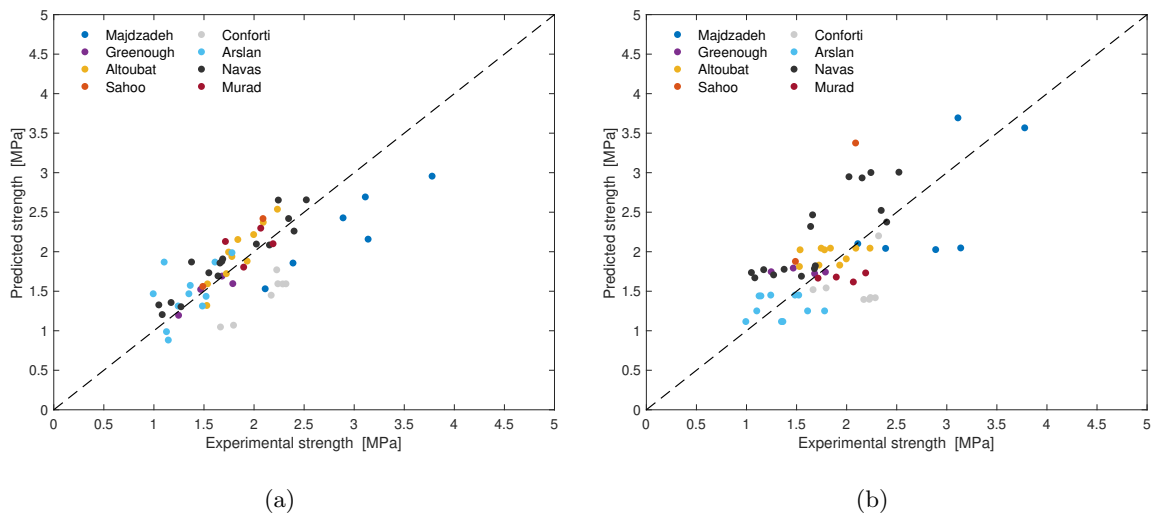 5
4.5
4
3.5
3
2.5
2
1.5
1
0.5
0
Predicted strength [MPa]
Majdzadeh
Greenough
Altoubat
Sahoo
Conforti
Arslan
Navas
Murad
0 0.5 1 1.5 2 2.5 3 3.5 4 4.5 5
Experimental strength [MPa]
(a)
5
4.5
4
3.5
3
2.5
2
1.5
1
0.5
0
Predicted strength [MPa]
Majdzadeh
Greenough
Altoubat
Sahoo
Conforti
Arslan
Navas
Murad
0 0.5 1 1.5 2 2.5 3 3.5 4 4.5 5
Experimental strength [MPa]
(b)